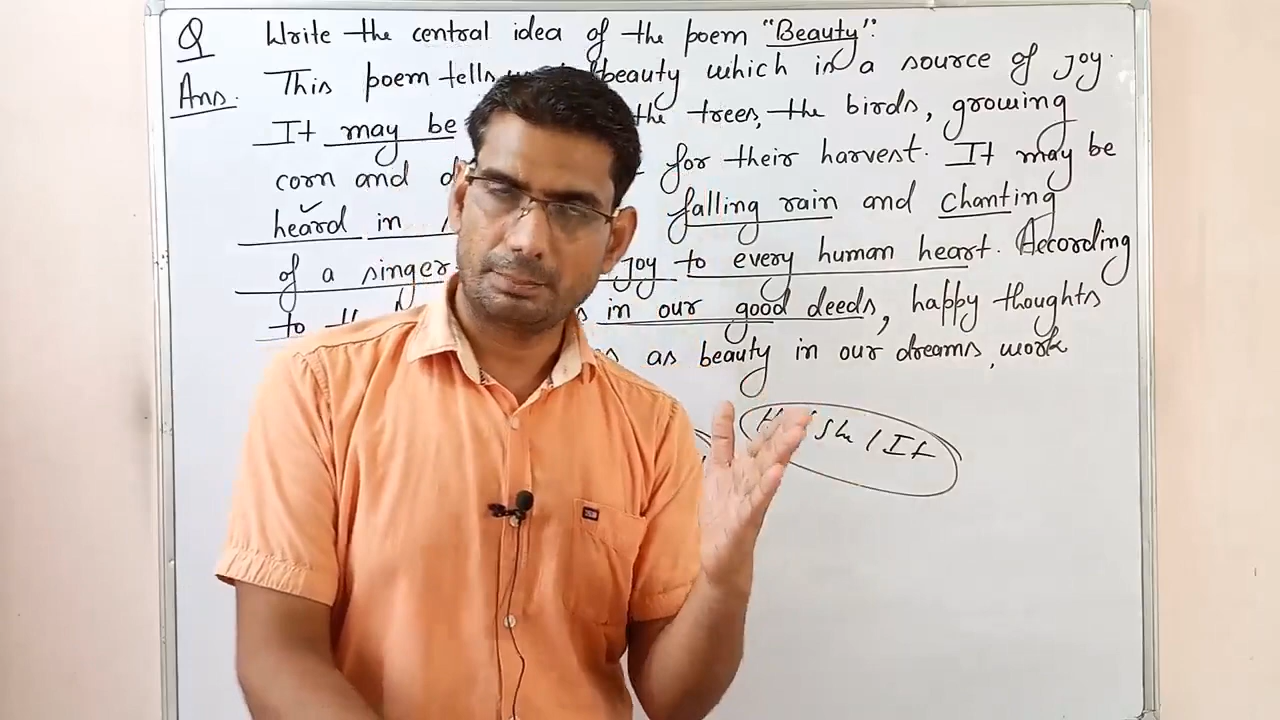 Q Write the central idea of the poem "Beauty".
Ans. This poem tells beauty which is a source of joy.
It may be the trees, the birds, growing
corn and for their harvest. It may be
heard in falling rain and chanting
of a singer joy to every human heart. According
to in our good deeds, happy thoughts
as beauty in our dreams, work
She / It